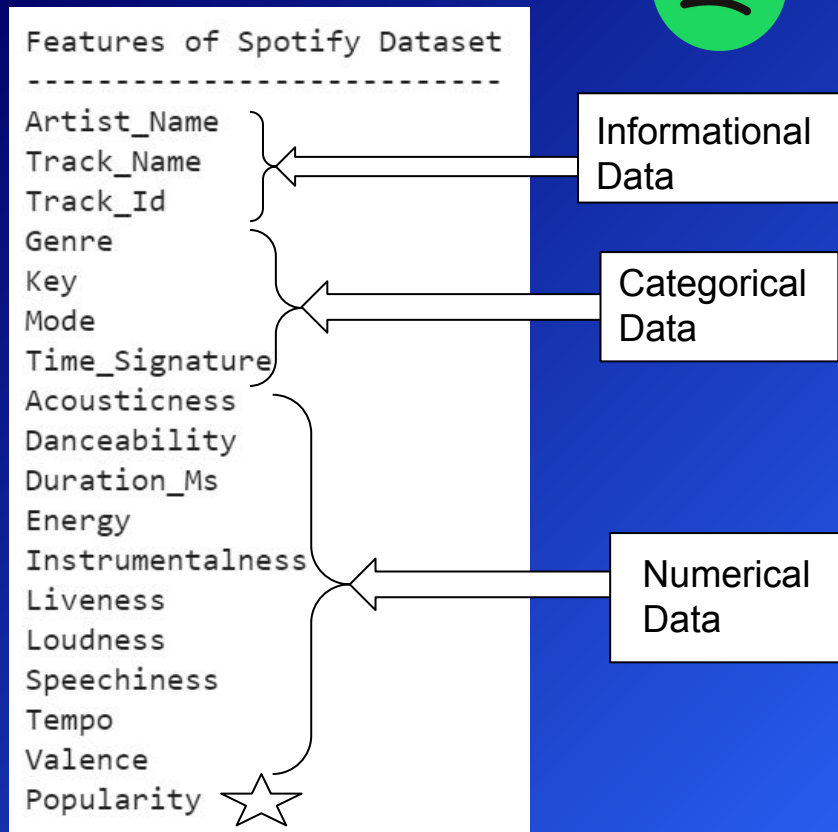 Features of Spotify Dataset
---------------------------
Artist_Name
Track_Name
Track_Id
Genre
Key
Mode
Time_Signature
Acousticness
Danceability
Duration_Ms
Energy
Instrumentalness
Liveness
Loudness
Speechiness
Tempo
Valence
Popularity
Informational
Data
Categorical
Data
Numerical
Data